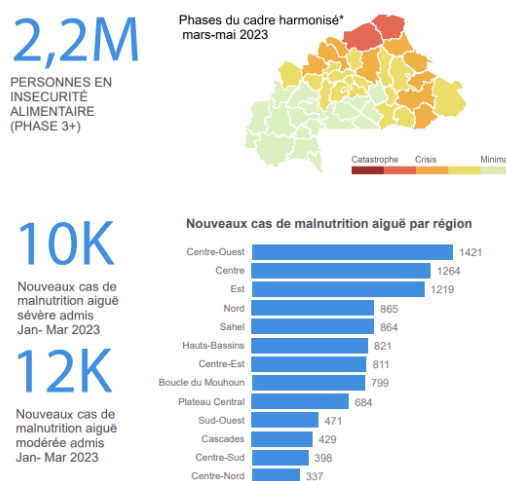 2,2M
PERSONNES EN
INSECURITÉ
ALIMENTAIRE
(PHASE 3+)
Phases du cadre harmonisé*
mars-mai 2023
Catastrophe Crisis Minima
10K
Nouveaux cas de
malnutrition aiguë
sévère admis
Jan- Mar 2023
12K
Nouveaux cas de
malnutrition aiguë
modérée admis
Jan- Mar 2023
Nouveaux cas de malnutrition aiguë par région
Centre-Ouest 1421
Centre 1264
Est 1219
Nord 865
Sahel 864
Hauts-Bassins 821
Centre-Est 811
Boucle du Mouhoun 799
Plateau Central 684
Sud-Ouest 471
Cascades 429
Centre-Sud 398
Centre-Nord 337